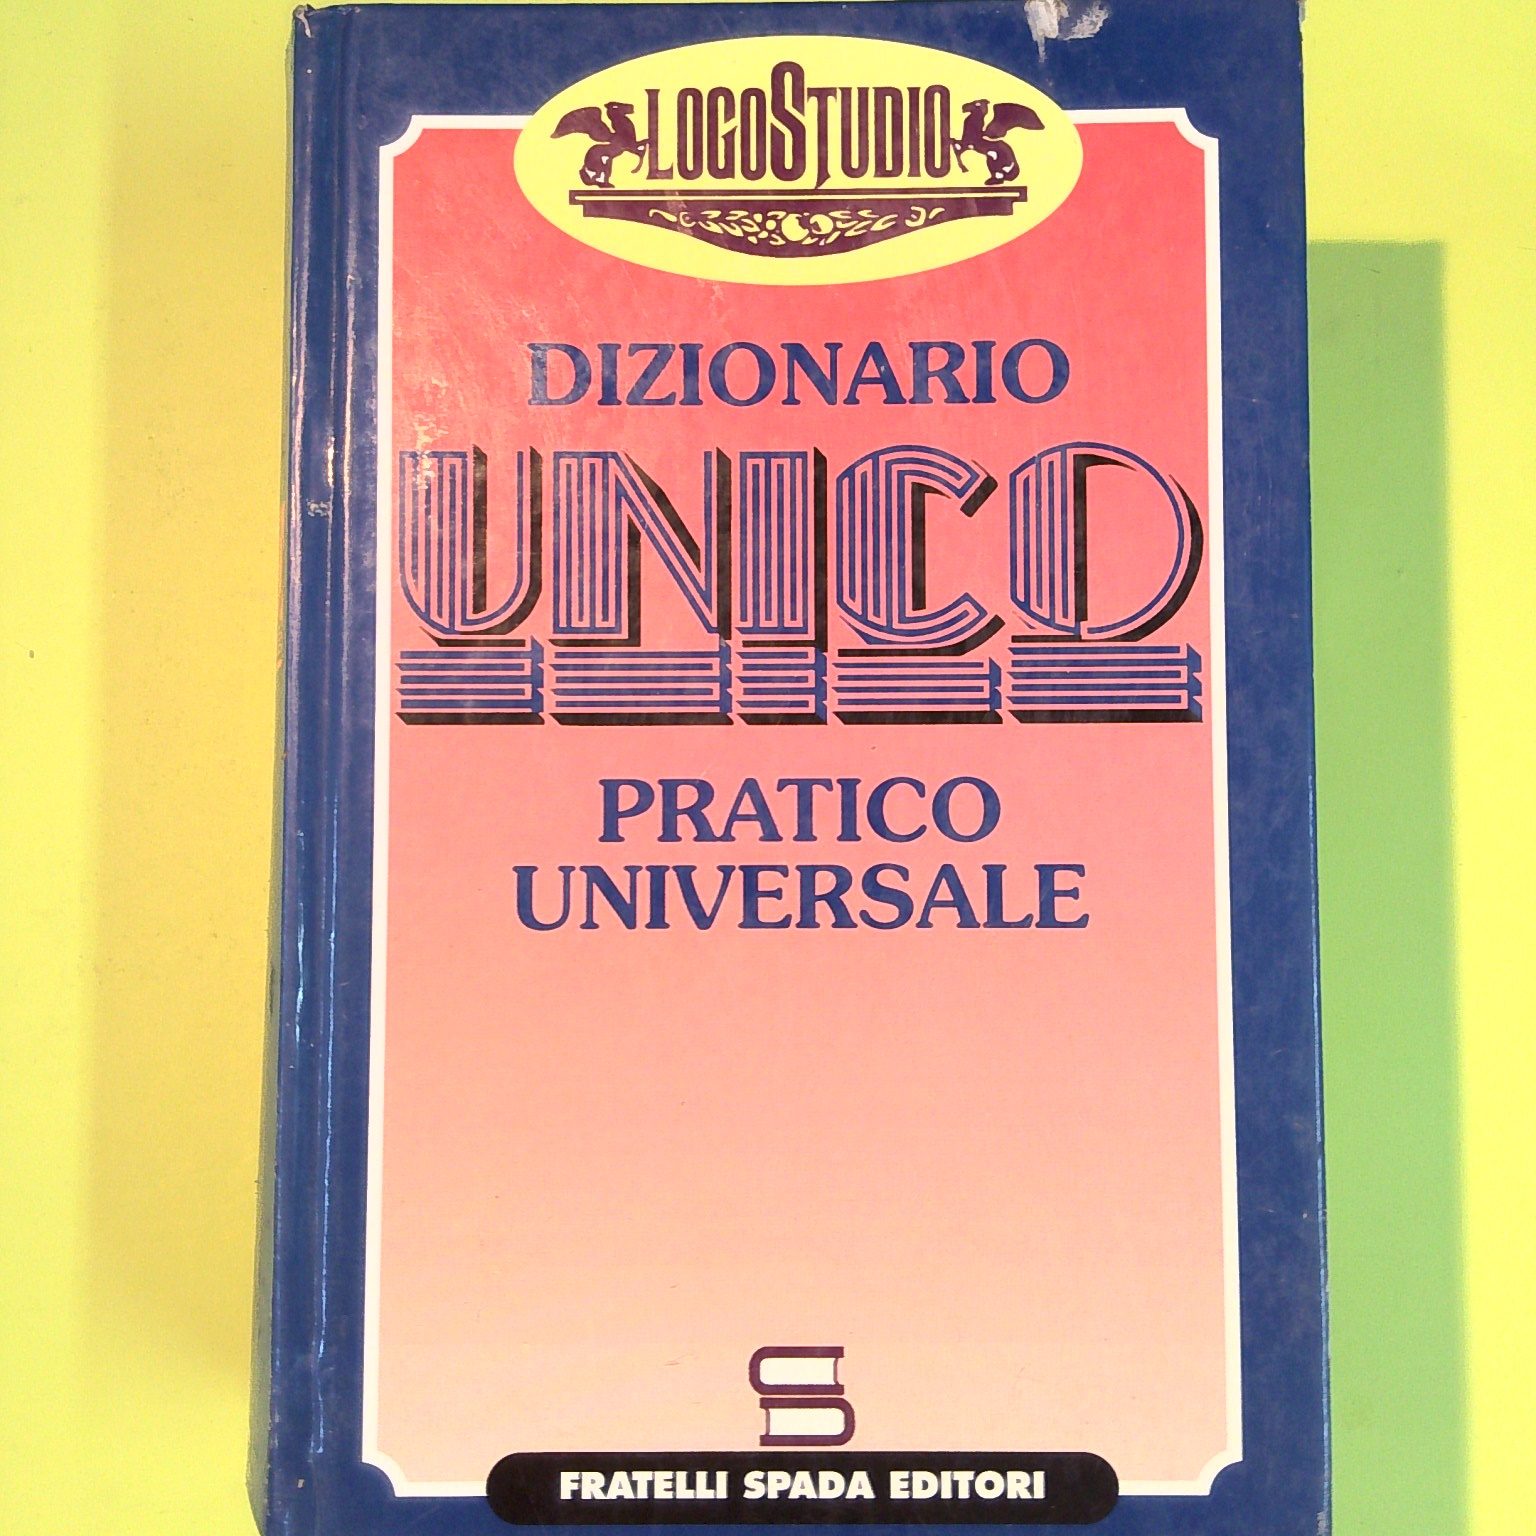 LOGOSTUDIO
DIZIONARIO
UNICO
PRATICO
UNIVERSALE
FRATELLI SPADA EDITORI